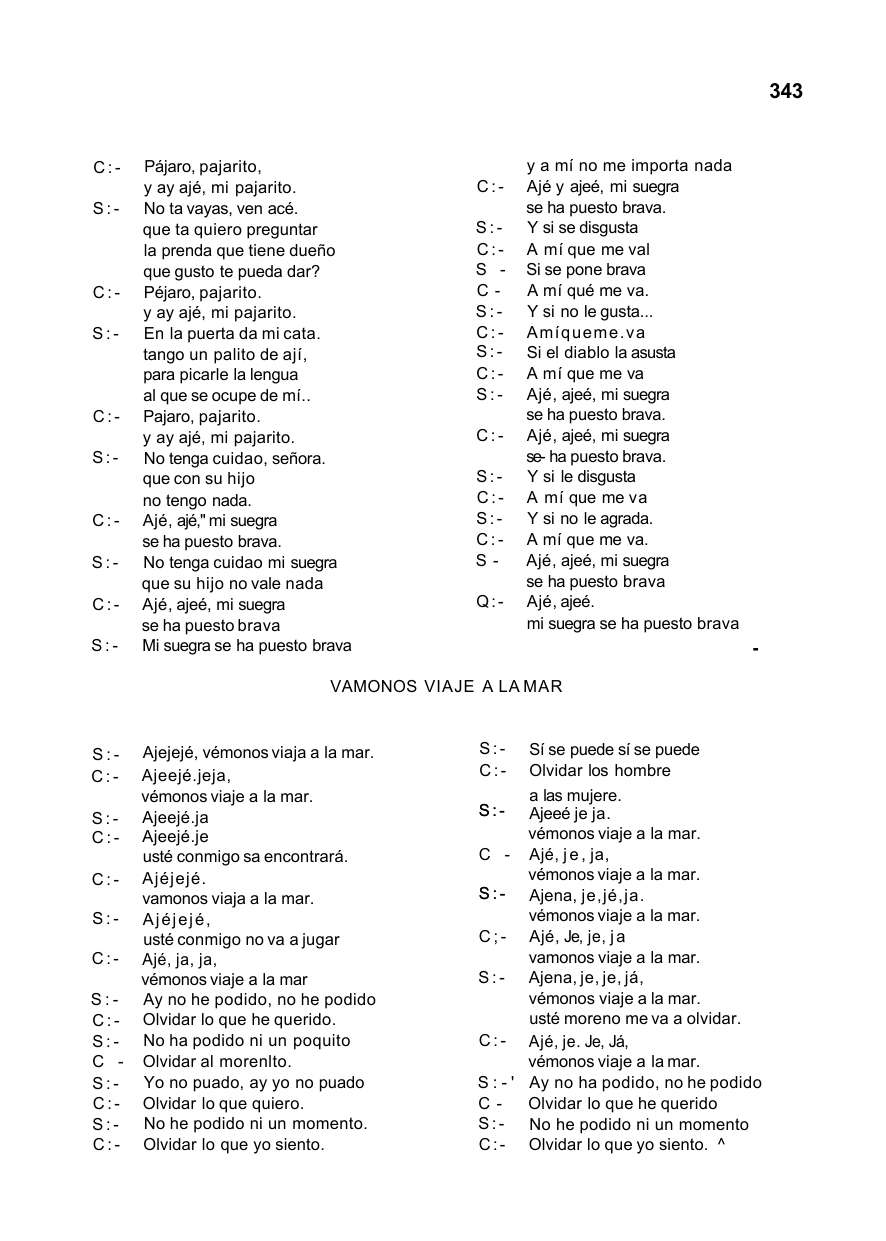 343
C:- Pájaro, pajarito,
y ay ajé, mi pajarito.
S:- No ta vayas, ven acé.
que ta quiero preguntar
la prenda que tiene dueño
que gusto te pueda dar?
C:- Péjaro, pajarito.
y ay ajé, mi pajarito.
S:- En la puerta da mi cata.
tango un palito de ají,
para picarle la lengua
al que se ocupe de mí..
C:- Pajaro, pajarito.
y ay ajé, mi pajarito.
S:- No tenga cuidao, señora.
que con su hijo
no tengo nada.
C:- Ajé, ajé," mi suegra
se ha puesto brava.
S:- No tenga cuidao mi suegra
que su hijo no vale nada
C:- Ajé, ajeé, mi suegra
se ha puesto brava
S:- Mi suegra se ha puesto brava
y a mí no me importa nada
C:- Ajé y ajeé, mi suegra
se ha puesto brava.
S:- Y si se disgusta
C:- A mí que me val
S - Si se pone brava
C - A mí qué me va.
S:- Y si no le gusta...
C:- Amíqueme.va
S:- Si el diablo la asusta
C:- A mí que me va
S:- Ajé, ajeé, mi suegra
se ha puesto brava.
C:- Ajé, ajeé, mi suegra
se- ha puesto brava.
S:- Y si le disgusta
C:- A mí que me va
S:- Y si no le agrada.
C:- A mí que me va.
S - Ajé, ajeé, mi suegra
se ha puesto brava
Q:- Ajé, ajeé.
mi suegra se ha puesto brava
-
VAMONOS VIAJE A LA MAR
S:- Ajejejé, vémonos viaja a la mar.
C:- Ajeejé.jeja,
vémonos viaje a la mar.
S:- Ajeejé.ja
C:- Ajeejé.je
usté conmigo sa encontrará.
C:- Ajéjejé.
vamonos viaja a la mar.
S:- Ajéjejé,
usté conmigo no va a jugar
C:- Ajé, ja, ja,
vémonos viaje a la mar
S:- Ay no he podido, no he podido
C:- Olvidar lo que he querido.
S:- No ha podido ni un poquito
C - Olvidar al morenlto.
S:- Yo no puado, ay yo no puado
C:- Olvidar lo que quiero.
S:- No he podido ni un momento.
C:- Olvidar lo que yo siento.
S:- Sí se puede sí se puede
C:- Olvidar los hombre
a las mujere.
S:- Ajeeé je ja.
vémonos viaje a la mar.
C - Ajé, je, ja,
vémonos viaje a la mar.
S:- Ajena, je,jé,ja.
vémonos viaje a la mar.
C;- Ajé, Je, je, ja
vamonos viaje a la mar.
S:- Ajena, je, je, já,
vémonos viaje a la mar.
usté moreno me va a olvidar.
C:- Ajé, je. Je, Já,
vémonos viaje a la mar.
S:-' Ay no ha podido, no he podido
C - Olvidar lo que he querido
S:- No he podido ni un momento
C:- Olvidar lo que yo siento. ^